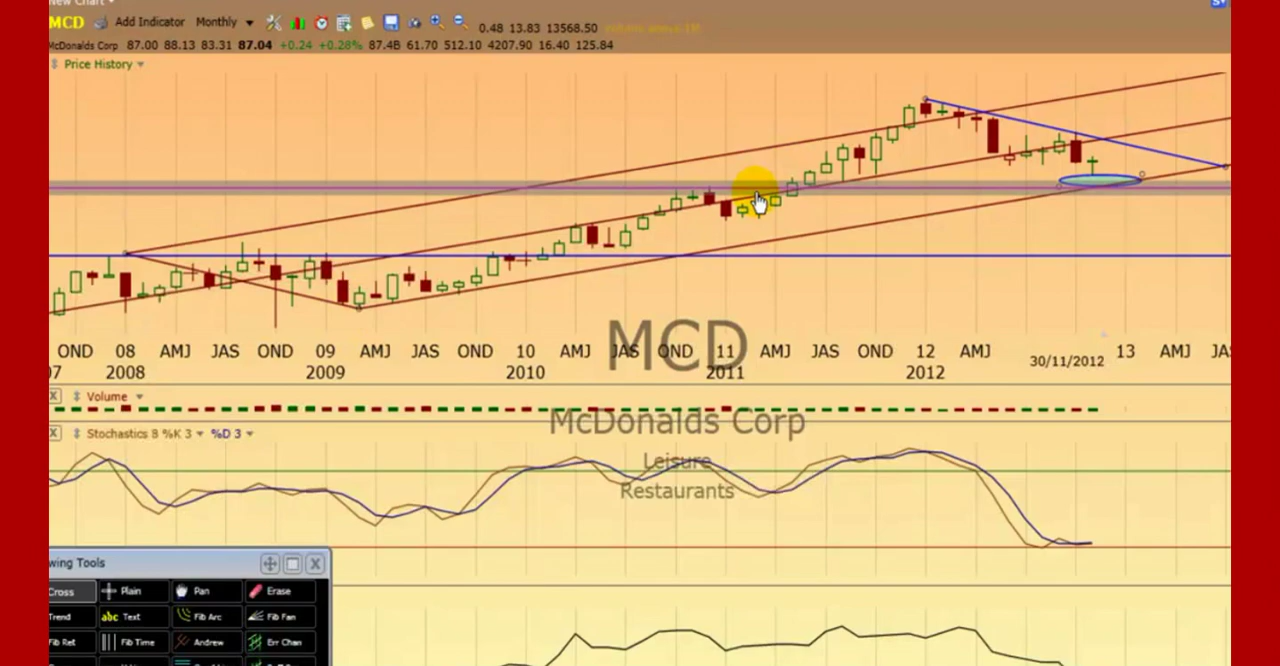 New Chart
MCD Add Indicator Monthly 0.48 13.83 13568.50
McDonalds Corp 87.00 88.13 83.31 87.04 +0.24 +0.28% 87.48 61.70 512.10 4207.90 16.40 125.84
Price History
OND 08 AMJ JAS OND 09 AMJ JAS OND 10 AMJ JAS OND 11 AMJ JAS OND 12 AMJ 30/11/2012 13 AMJ JAS
07 2008 2009 2010 2011 2012
MCD
X Volume
McDonalds Corp
X Stochastics 8 %K 3 %D 3
Leisure
Restaurants
wing Tools X
Cross Plain Pan Erase
Trend abc Text Fib Arc Fib Fan
Fib Ret Fib Time Andrew Err Chan